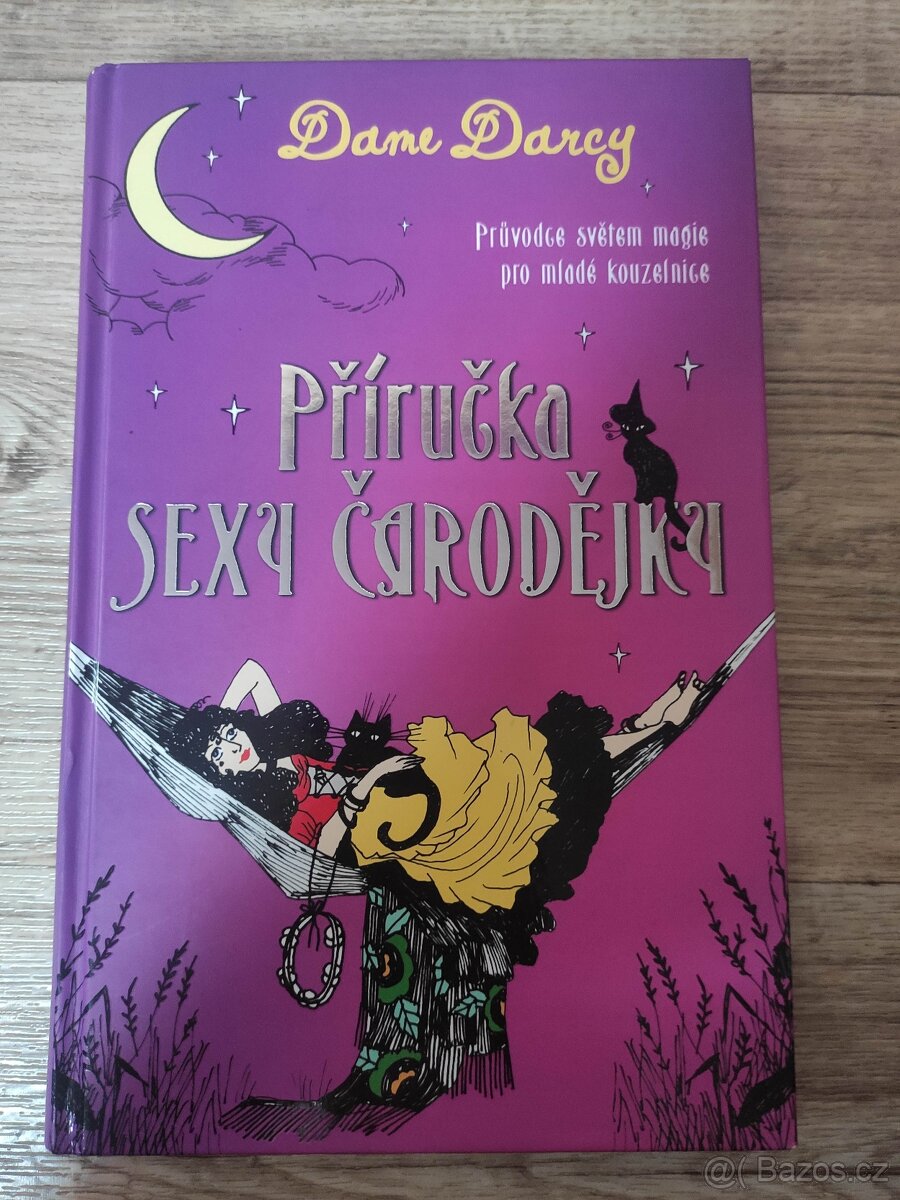 Dame Darcy
Průvodce světem magie
pro mladé kouzelnice
Příručka
sexy Čarodějky
@( Bazos.cz